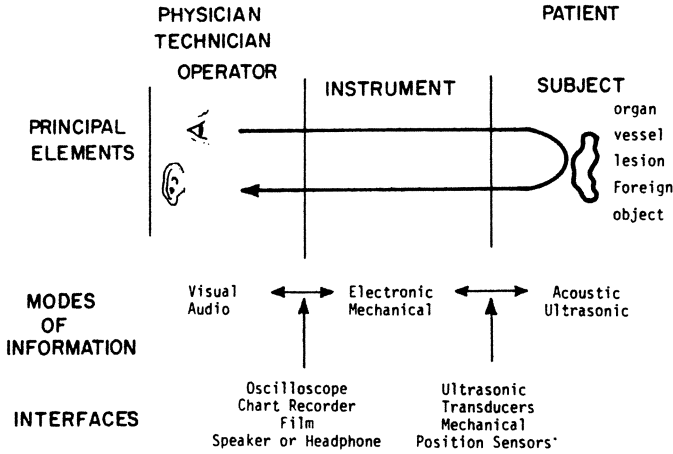 PHYSICIAN
TECHNICIAN
OPERATOR
INSTRUMENT
PATIENT
SUBJECT
PRINCIPAL
ELEMENTS
organ
vessel
lesion
Foreign
object
MODES
OF
INFORMATION
Visual
Audio
Electronic
Mechanical
Acoustic
Ultrasonic
INTERFACES
Oscilloscope
Chart Recorder
Film
Speaker or Headphone
Ultrasonic
Transducers
Mechanical
Position Sensors